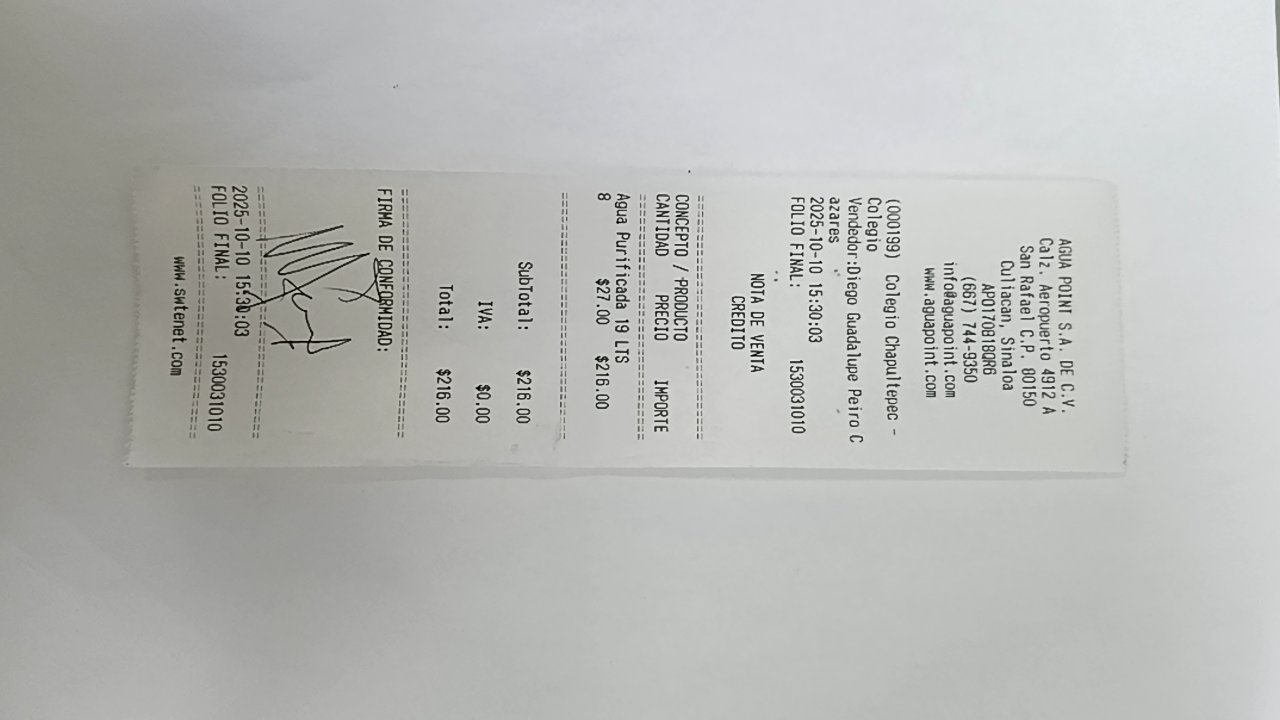 AGUA POINT S.A. DE C.V.
Calz. Aeropuerto 4912 A
San Rafael C.P. 80150
Culiacan, Sinaloa
APO170818QR6
(667) 744-9350
info@aguapoint.com
www.aguapoint.com
(000199) Colegio Chapultepec -
Colegio
Vendedor:Diego Guadalupe Peiro C
azares
2025-10-10 15:30:03
FOLIO FINAL: 1530031010
NOTA DE VENTA
CREDITO
================================
CONCEPTO / PRODUCTO
CANTIDAD PRECIO IMPORTE
================================
Agua Purificada 19 LTS
8 $27.00 $216.00
================================
SubTotal: $216.00
IVA: $0.00
Total: $216.00
================================
FIRMA DE CONFORMIDAD:
================================
2025-10-10 15:30:03
FOLIO FINAL: 1530031010
================================
www.swtenet.com